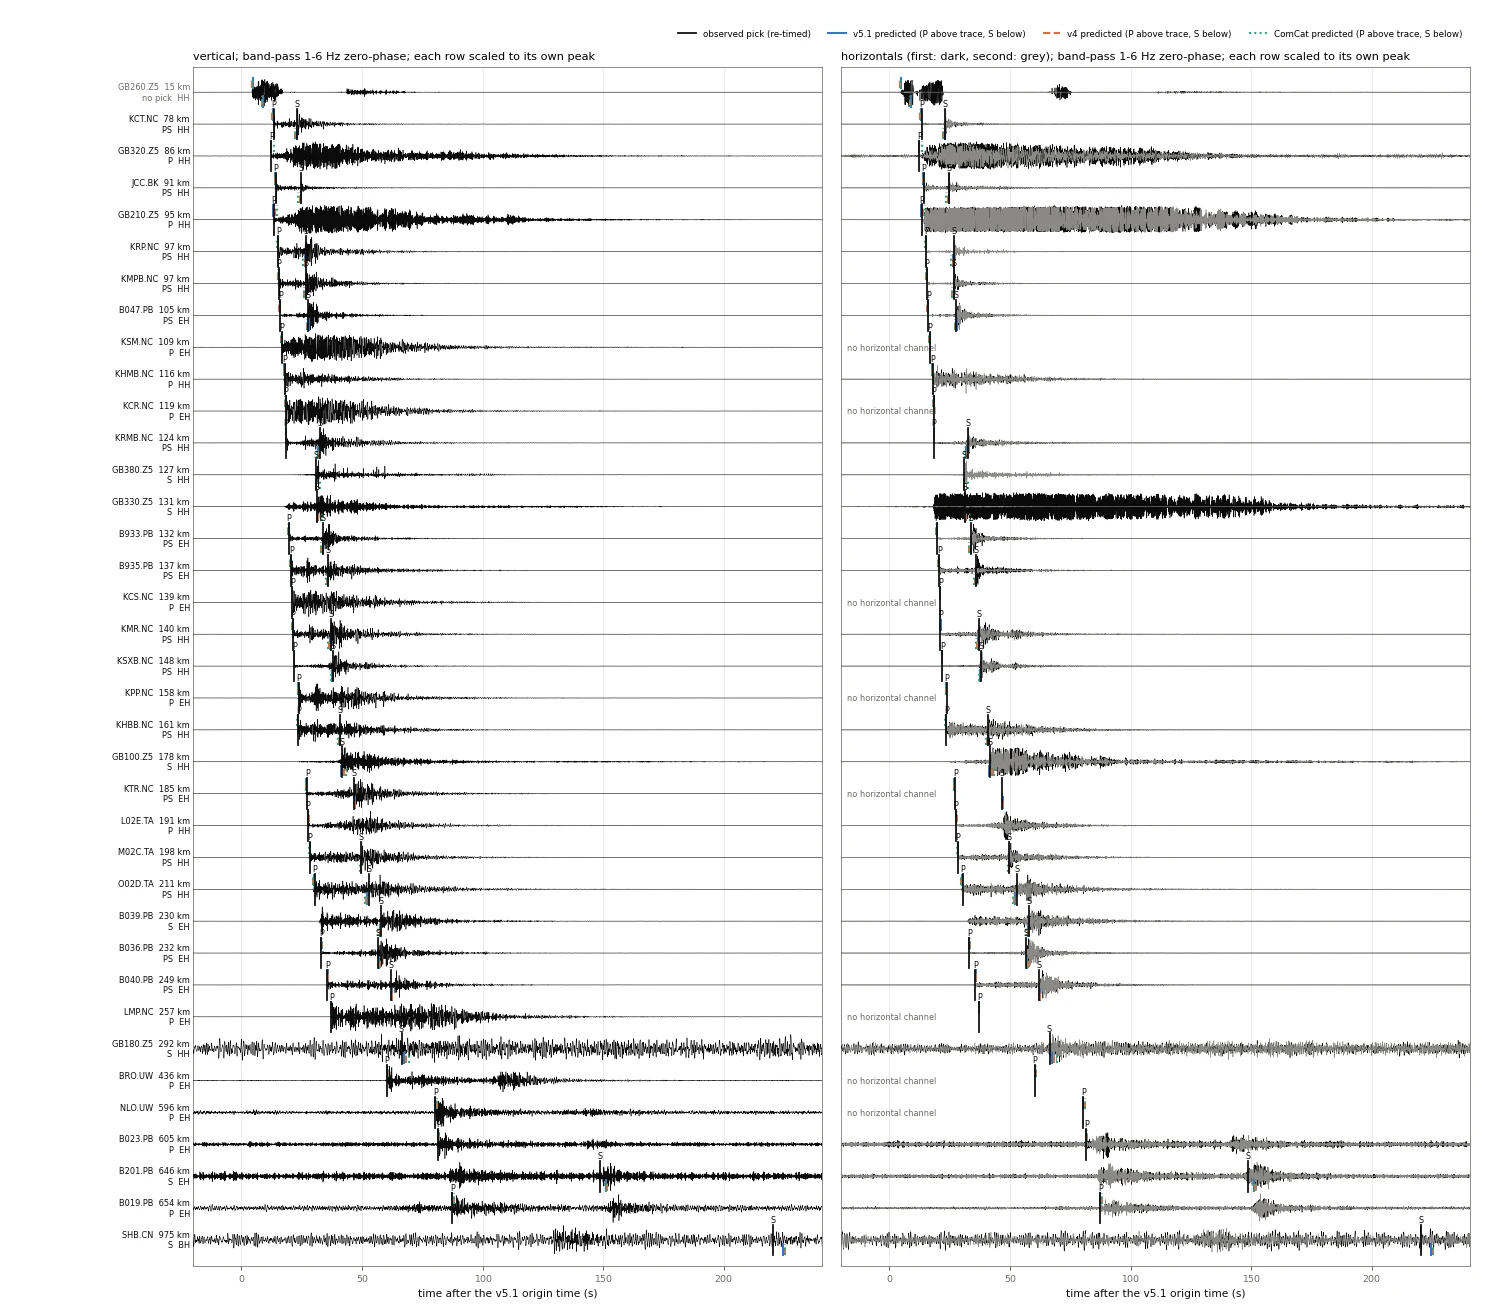 observed pick (re-timed)
v5.1 predicted (P above trace, S below)
v4 predicted (P above trace, S below)
ComCat predicted (P above trace, S below)
vertical; band-pass 1-6 Hz zero-phase; each row scaled to its own peak
horizontals (first: dark, second: grey); band-pass 1-6 Hz zero-phase; each row scaled to its own peak
GB260.Z5 15 km
no pick HH
KCT.NC 78 km
PS HH
GB320.Z5 86 km
P HH
JCC.BK 91 km
PS HH
GB210.Z5 95 km
P HH
KRP.NC 97 km
PS HH
KMPB.NC 97 km
PS HH
B047.PB 105 km
PS EH
KSM.NC 109 km
P EH
no horizontal channel
KHMB.NC 116 km
P HH
KCR.NC 119 km
P EH
no horizontal channel
KRMB.NC 124 km
PS HH
GB380.Z5 127 km
S HH
GB330.Z5 131 km
S HH
B933.PB 132 km
PS EH
B935.PB 137 km
PS EH
KCS.NC 139 km
P EH
no horizontal channel
KMR.NC 140 km
PS HH
KSXB.NC 148 km
PS HH
KPP.NC 158 km
P EH
no horizontal channel
KHBB.NC 161 km
PS HH
GB100.Z5 178 km
S HH
KTR.NC 185 km
PS EH
no horizontal channel
L02E.TA 191 km
P HH
M02C.TA 198 km
PS HH
O02D.TA 211 km
PS HH
B039.PB 230 km
S EH
B036.PB 232 km
PS EH
B040.PB 249 km
PS EH
LMP.NC 257 km
P EH
no horizontal channel
GB180.Z5 292 km
S HH
BRO.UW 436 km
P EH
no horizontal channel
NLO.UW 596 km
P EH
no horizontal channel
B023.PB 605 km
P EH
B201.PB 646 km
S EH
B019.PB 654 km
P EH
SHB.CN 975 km
S BH
0 50 100 150 200
0 50 100 150 200
time after the v5.1 origin time (s)
time after the v5.1 origin time (s)